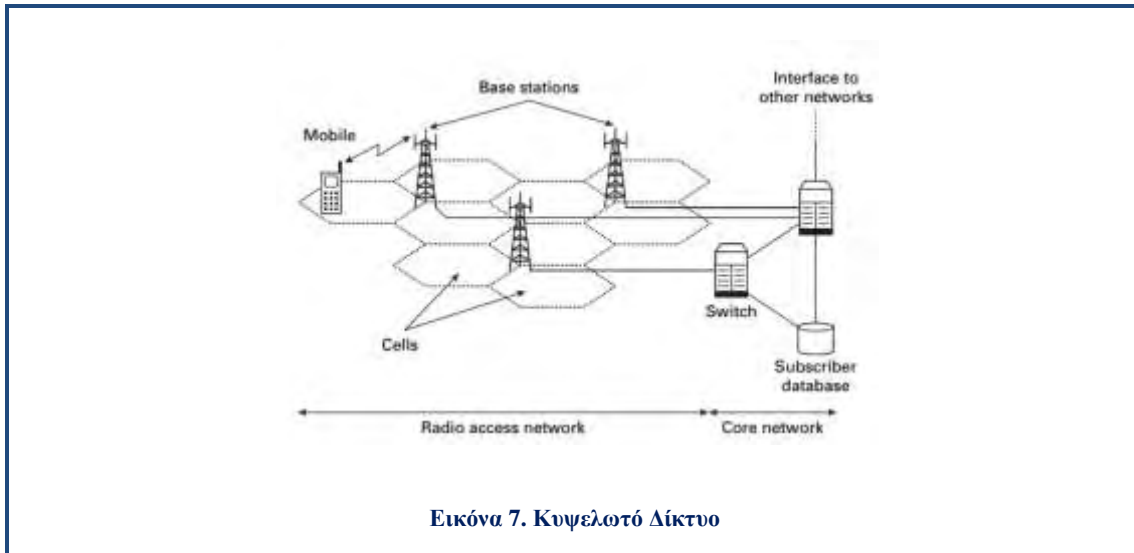 Interface to
other networks
Base stations
Mobile
Switch
Cells
Subscriber
database
Radio access network
Core network
Εικόνα 7. Κυψελωτό Δίκτυο